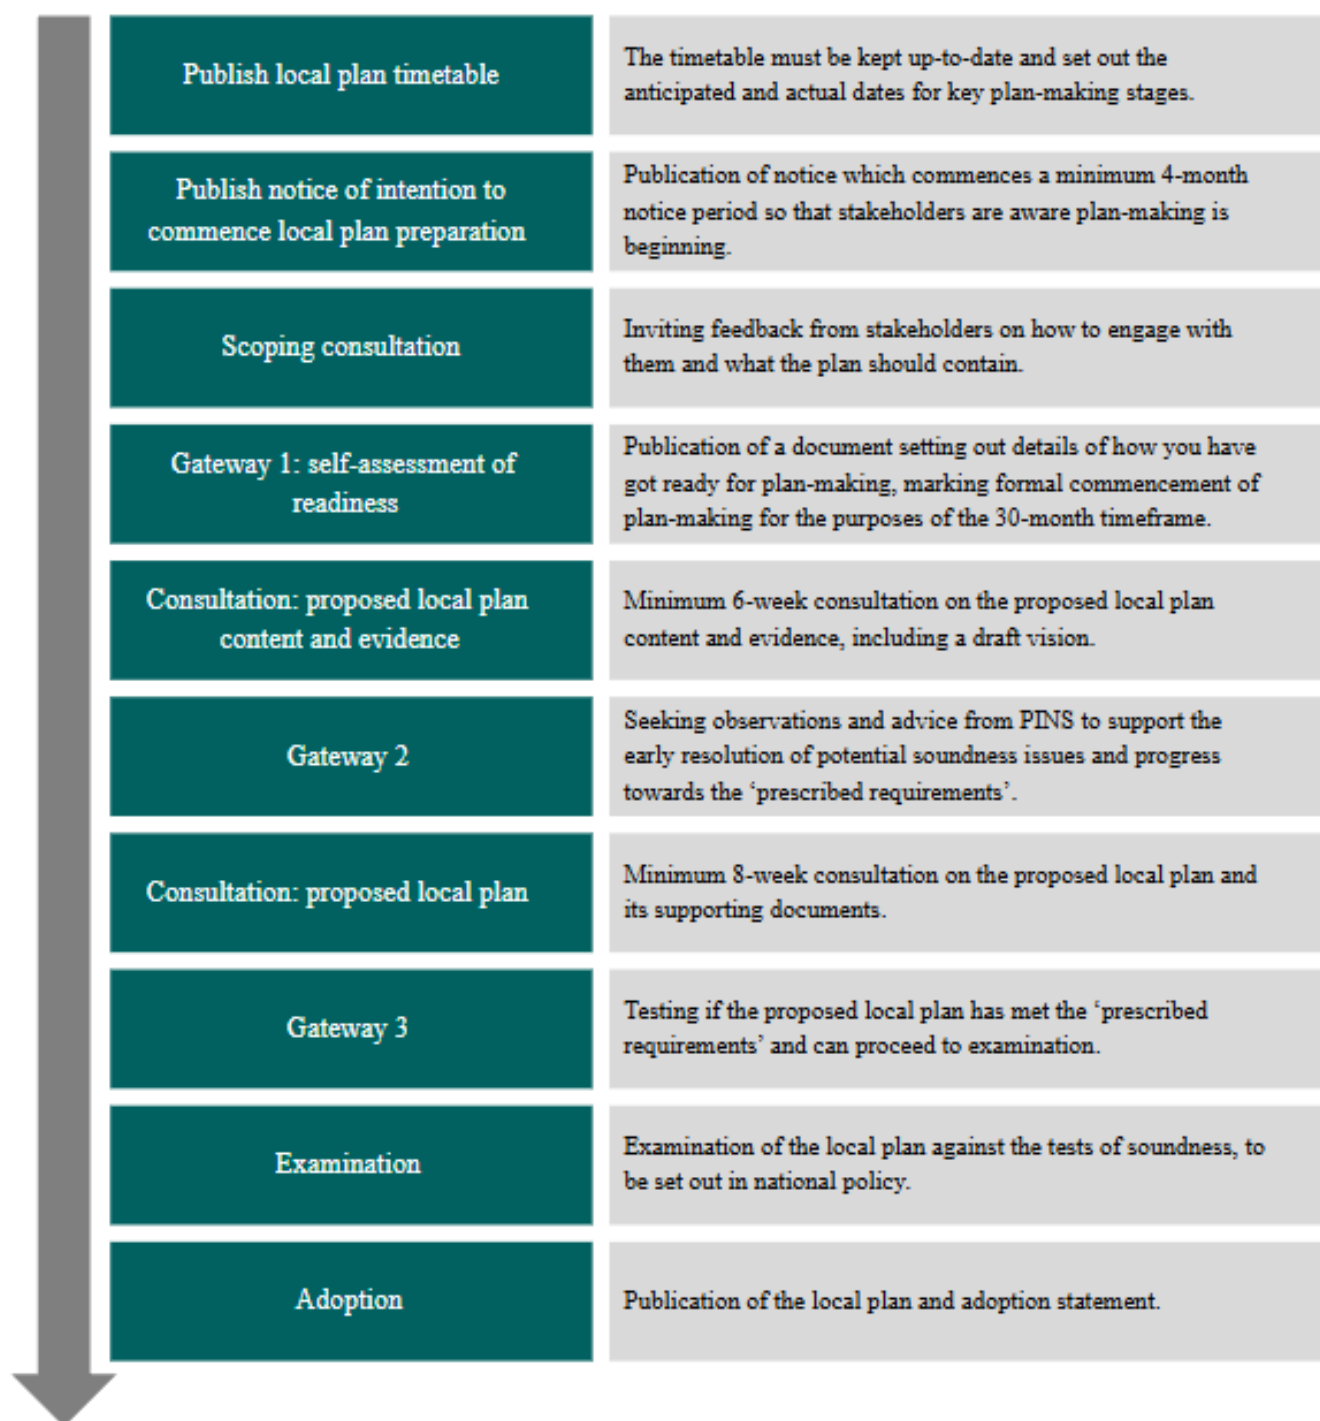 Publish local plan timetable
The timetable must be kept up-to-date and set out the
anticipated and actual dates for key plan-making stages.
Publish notice of intention to
commence local plan preparation
Publication of notice which commences a minimum 4-month
notice period so that stakeholders are aware plan-making is
beginning.
Scoping consultation
Inviting feedback from stakeholders on how to engage with
them and what the plan should contain.
Gateway 1: self-assessment of
readiness
Publication of a document setting out details of how you have
got ready for plan-making, marking formal commencement of
plan-making for the purposes of the 30-month timeframe.
Consultation: proposed local plan
content and evidence
Minimum 6-week consultation on the proposed local plan
content and evidence, including a draft vision.
Gateway 2
Seeking observations and advice from PINS to support the
early resolution of potential soundness issues and progress
towards the ‘prescribed requirements’.
Consultation: proposed local plan
Minimum 8-week consultation on the proposed local plan and
its supporting documents.
Gateway 3
Testing if the proposed local plan has met the ‘prescribed
requirements’ and can proceed to examination.
Examination
Examination of the local plan against the tests of soundness, to
be set out in national policy.
Adoption
Publication of the local plan and adoption statement.